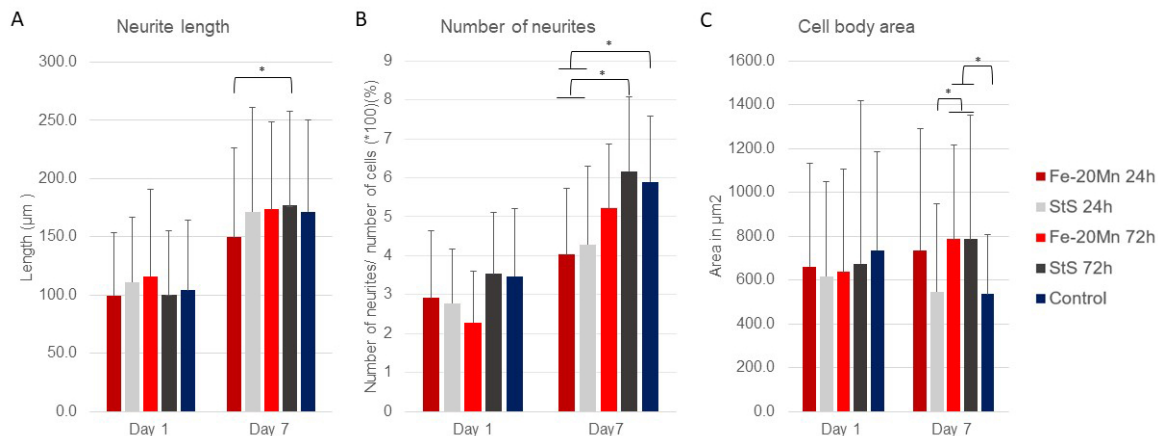 A
Neurite length
300.0
250.0
200.0
150.0
100.0
50.0
0.0
Length (µm)
*
Day 1
Day 7
B
Number of neurites
9
8
7
6
5
4
3
2
1
0
Number of neurites/ number of cells (*100)(%)
*
*
Day 1
Day7
C
Cell body area
1600.0
1400.0
1200.0
1000.0
800.0
600.0
400.0
200.0
0.0
Area in µm2
*
*
Day 1
Day 7
Fe-20Mn 24h
StS 24h
Fe-20Mn 72h
StS 72h
Control